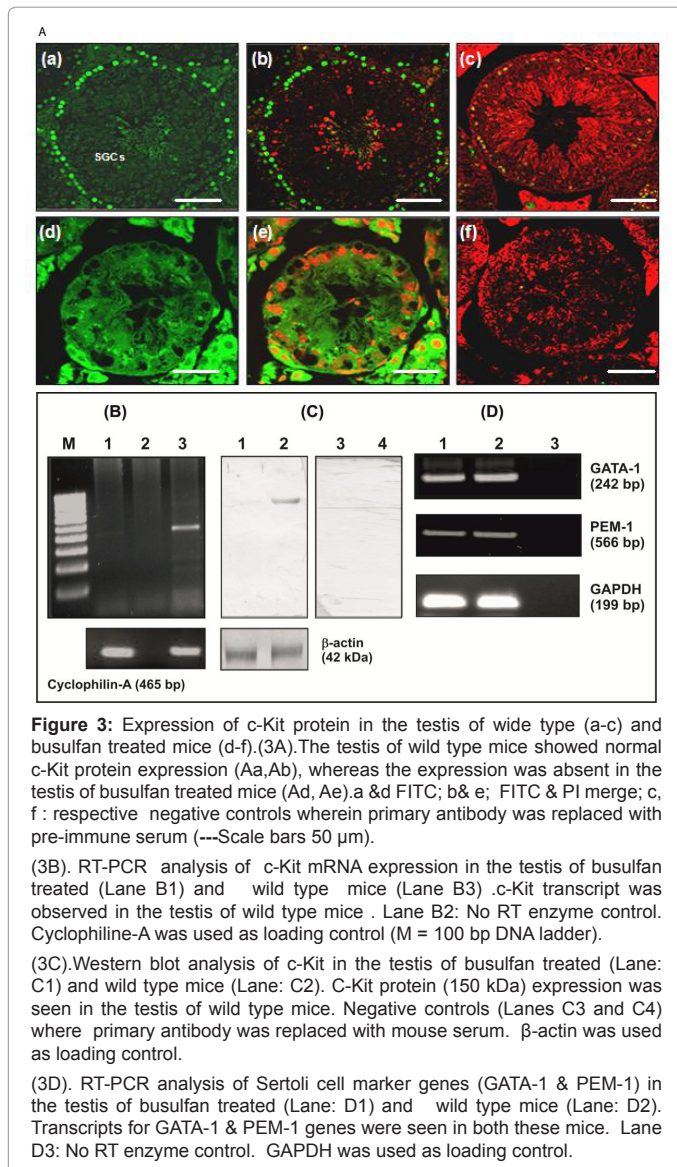 A
(a) (b) (c)
SGCs
(d) (e) (f)
(B) (C) (D)
M 1 2 3 1 2 3 4 1 2 3
GATA-1
(242 bp)
PEM-1
(566 bp)
GAPDH
(199 bp)
β-actin
(42 kDa)
Cyclophilin-A (465 bp)
Figure 3: Expression of c-Kit protein in the testis of wide type (a-c) and
busulfan treated mice (d-f).(3A).The testis of wild type mice showed normal
c-Kit protein expression (Aa,Ab), whereas the expression was absent in the
testis of busulfan treated mice (Ad, Ae).a &d FITC; b& e; FITC & PI merge; c,
f : respective negative controls wherein primary antibody was replaced with
pre-immune serum (---Scale bars 50 µm).
(3B). RT-PCR analysis of c-Kit mRNA expression in the testis of busulfan
treated (Lane B1) and wild type mice (Lane B3) .c-Kit transcript was
observed in the testis of wild type mice . Lane B2: No RT enzyme control.
Cyclophiline-A was used as loading control (M = 100 bp DNA ladder).
(3C).Western blot analysis of c-Kit in the testis of busulfan treated (Lane:
C1) and wild type mice (Lane: C2). C-Kit protein (150 kDa) expression was
seen in the testis of wild type mice. Negative controls (Lanes C3 and C4)
where primary antibody was replaced with mouse serum. β-actin was used
as loading control.
(3D). RT-PCR analysis of Sertoli cell marker genes (GATA-1 & PEM-1) in
the testis of busulfan treated (Lane: D1) and wild type mice (Lane: D2).
Transcripts for GATA-1 & PEM-1 genes were seen in both these mice. Lane
D3: No RT enzyme control. GAPDH was used as loading control.